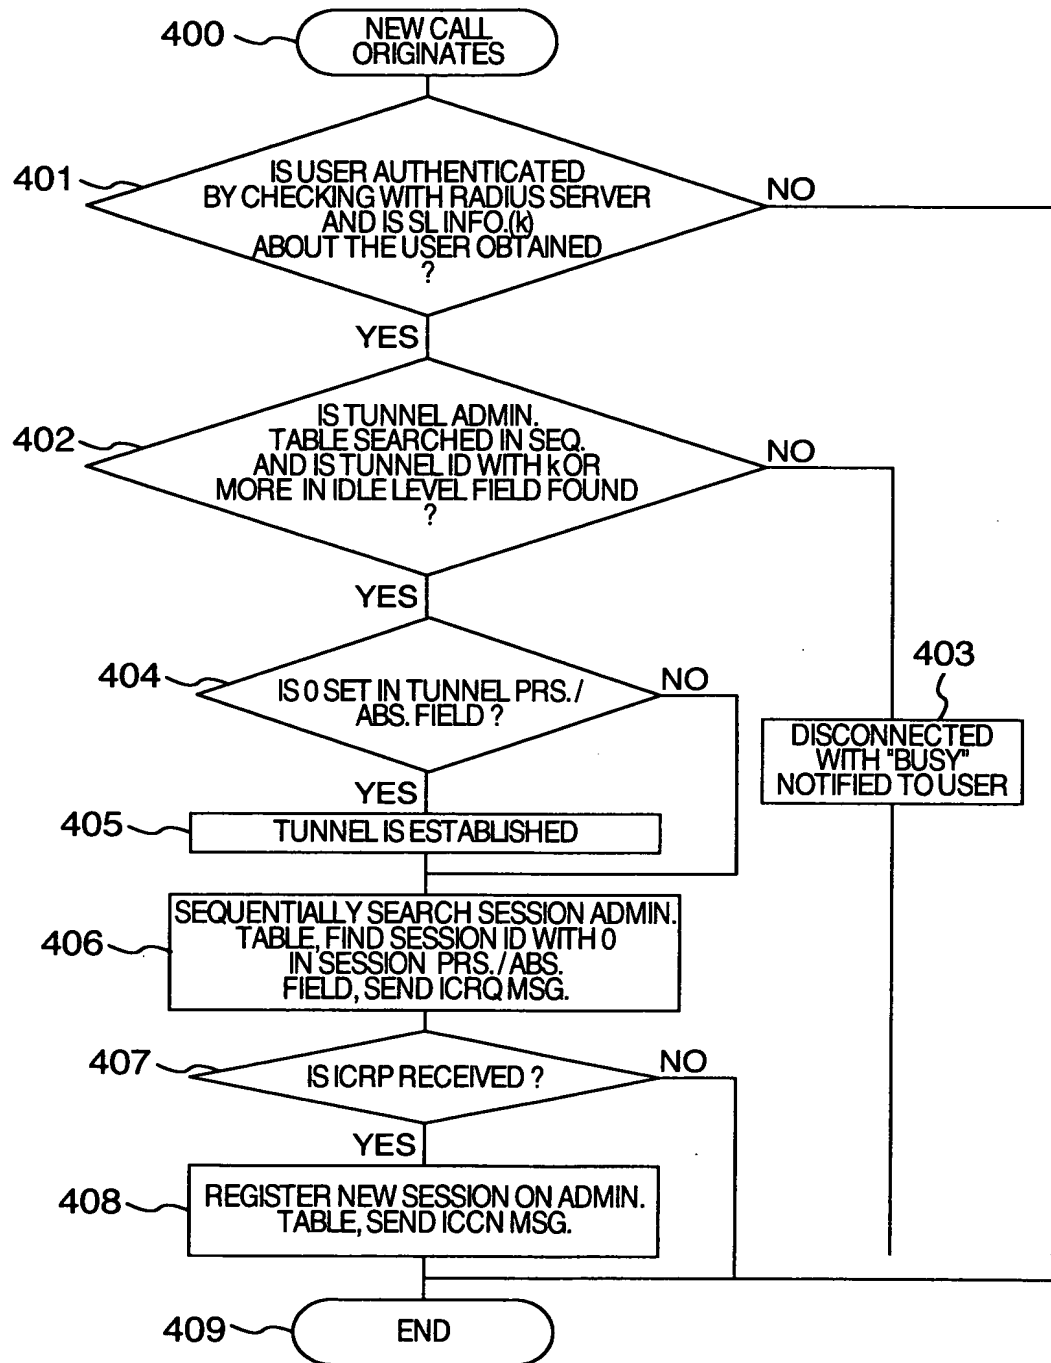 400
NEW CALL
ORIGINATES
401
IS USER AUTHENTICATED
BY CHECKING WITH RADIUS SERVER
AND IS SL INFO.(k)
ABOUT THE USER OBTAINED
?
NO
YES
402
IS TUNNEL ADMIN.
TABLE SEARCHED IN SEQ.
AND IS TUNNEL ID WITH k OR
MORE IN IDLE LEVEL FIELD FOUND
?
NO
YES
404
IS 0 SET IN TUNNEL PRS./
ABS. FIELD ?
NO
YES
403
DISCONNECTED
WITH "BUSY"
NOTIFIED TO USER
405
TUNNEL IS ESTABLISHED
406
SEQUENTIALLY SEARCH SESSION ADMIN.
TABLE, FIND SESSION ID WITH 0
IN SESSION PRS./ABS.
FIELD, SEND ICRQ MSG.
407
IS ICRP RECEIVED ?
NO
YES
408
REGISTER NEW SESSION ON ADMIN.
TABLE, SEND ICCN MSG.
409
END